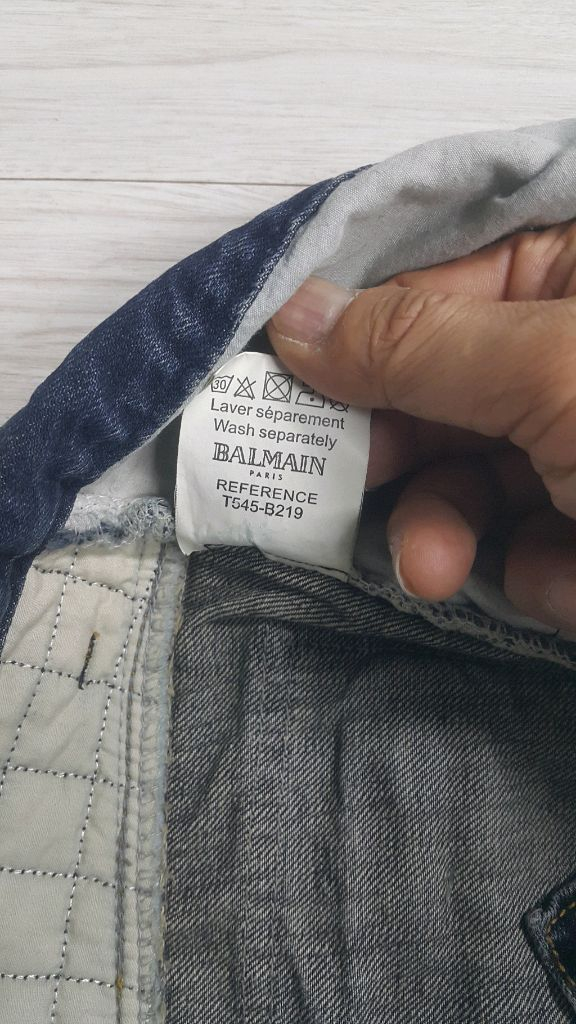 30
Laver séparement
Wash separately
BALMAIN
PARIS
REFERENCE
T545-B219